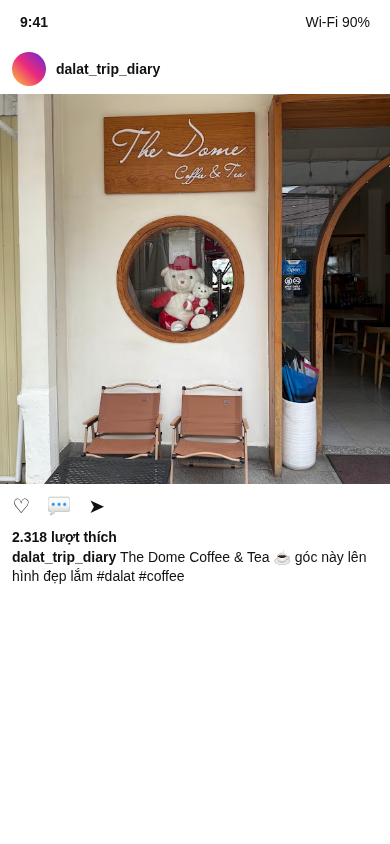 9:41
Wi-Fi 90%
dalat_trip_diary
The Dome
Coffee & Tea
Open
2.318 lượt thích
dalat_trip_diary The Dome Coffee & Tea ☕ góc này lên
hình đẹp lắm #dalat #coffee